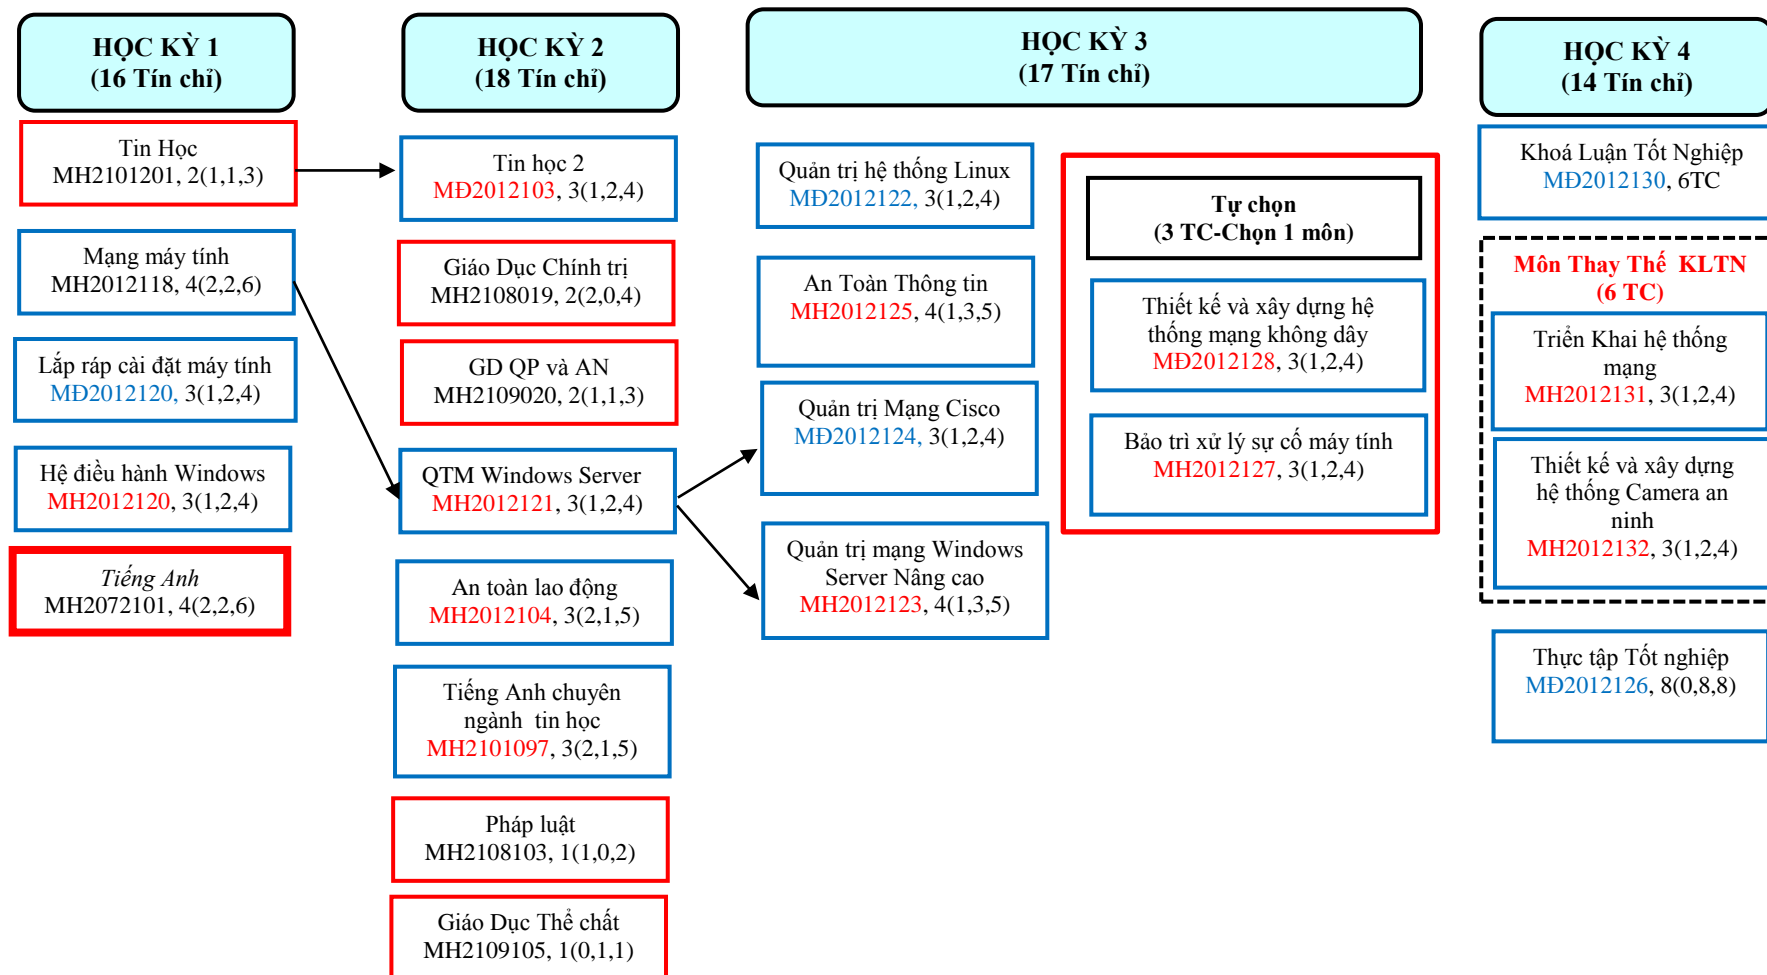 HỌC KỲ 1
(16 Tín chỉ)
Tin Học
MH2101201, 2(1,1,3)
Mạng máy tính
MH2012118, 4(2,2,6)
Lắp ráp cài đặt máy tính
MĐ2012120, 3(1,2,4)
Hệ điều hành Windows
MH2012120, 3(1,2,4)
Tiếng Anh
MH2072101, 4(2,2,6)
HỌC KỲ 2
(18 Tín chỉ)
Tin học 2
MĐ2012103, 3(1,2,4)
Giáo Dục Chính trị
MH2108019, 2(2,0,4)
GD QP và AN
MH2109020, 2(1,1,3)
QTM Windows Server
MH2012121, 3(1,2,4)
An toàn lao động
MH2012104, 3(2,1,5)
Tiếng Anh chuyên
ngành tin học
MH2101097, 3(2,1,5)
Pháp luật
MH2108103, 1(1,0,2)
Giáo Dục Thể chất
MH2109105, 1(0,1,1)
HỌC KỲ 3
(17 Tín chỉ)
Quản trị hệ thống Linux
MĐ2012122, 3(1,2,4)
An Toàn Thông tin
MH2012125, 4(1,3,5)
Quản trị Mạng Cisco
MĐ2012124, 3(1,2,4)
Quản trị mạng Windows
Server Nâng cao
MH2012123, 4(1,3,5)
Tự chọn
(3 TC-Chọn 1 môn)
Thiết kế và xây dựng hệ
thống mạng không dây
MĐ2012128, 3(1,2,4)
Bảo trì xử lý sự cố máy tính
MH2012127, 3(1,2,4)
HỌC KỲ 4
(14 Tín chỉ)
Khoá Luận Tốt Nghiệp
MĐ2012130, 6TC
Môn Thay Thế KLTN
(6 TC)
Triển Khai hệ thống
mạng
MH2012131, 3(1,2,4)
Thiết kế và xây dựng
hệ thống Camera an
ninh
MH2012132, 3(1,2,4)
Thực tập Tốt nghiệp
MĐ2012126, 8(0,8,8)